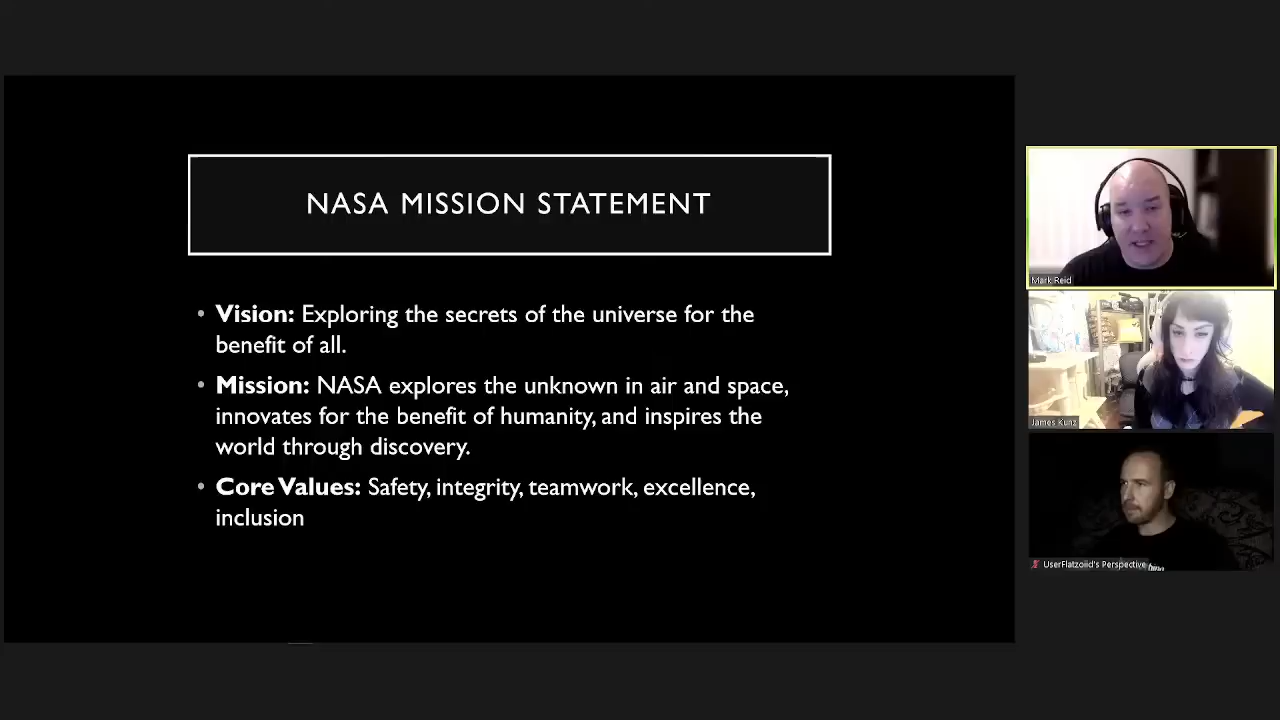 NASA MISSION STATEMENT
• Vision: Exploring the secrets of the universe for the
benefit of all.
• Mission: NASA explores the unknown in air and space,
innovates for the benefit of humanity, and inspires the
world through discovery.
• Core Values: Safety, integrity, teamwork, excellence,
inclusion
Mark Reid
James Kunz
UserFlatzoiid's Perspective